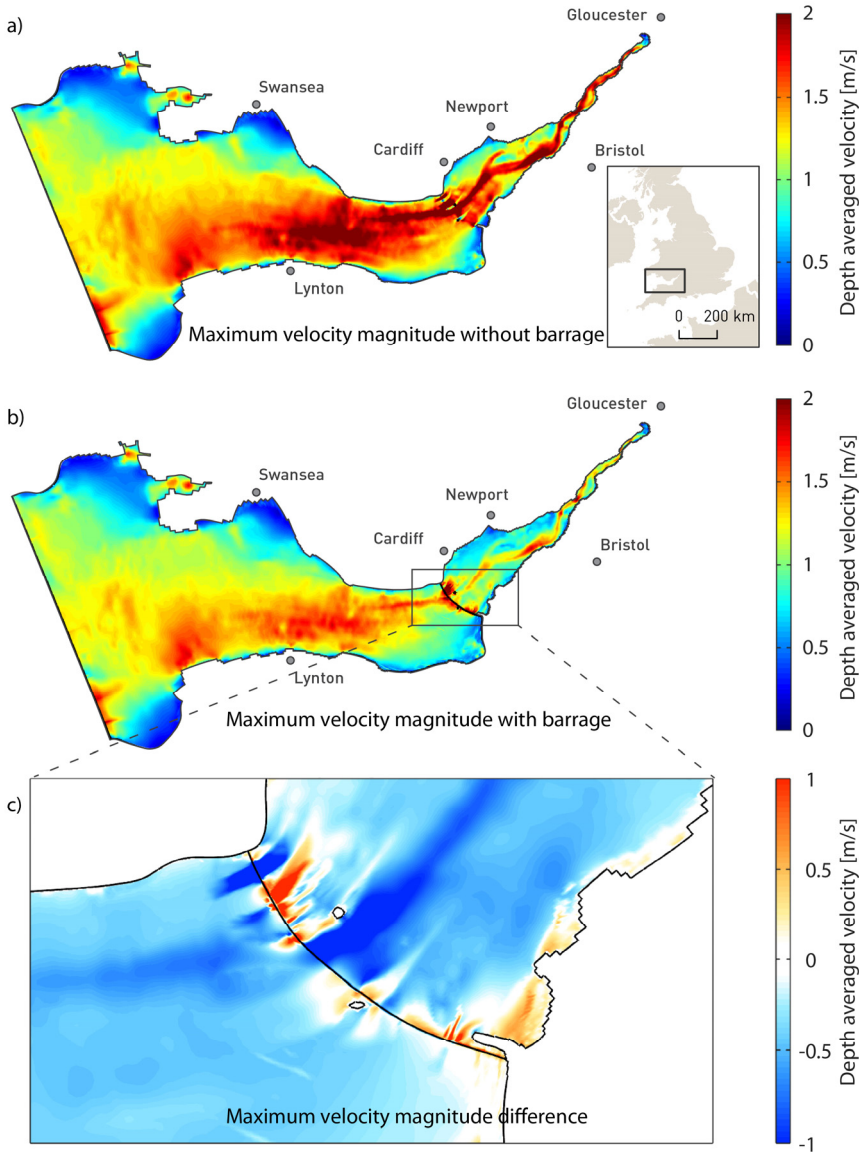 a)
Gloucester
Swansea
Newport
Cardiff
Bristol
Lynton
Maximum velocity magnitude without barrage
0 200 km
2
1.5
1
0.5
0
Depth averaged velocity [m/s]
b)
Gloucester
Swansea
Newport
Cardiff
Bristol
Lynton
Maximum velocity magnitude with barrage
2
1.5
1
0.5
0
Depth averaged velocity [m/s]
c)
Maximum velocity magnitude difference
1
0.5
0
-0.5
-1
Depth averaged velocity [m/s]